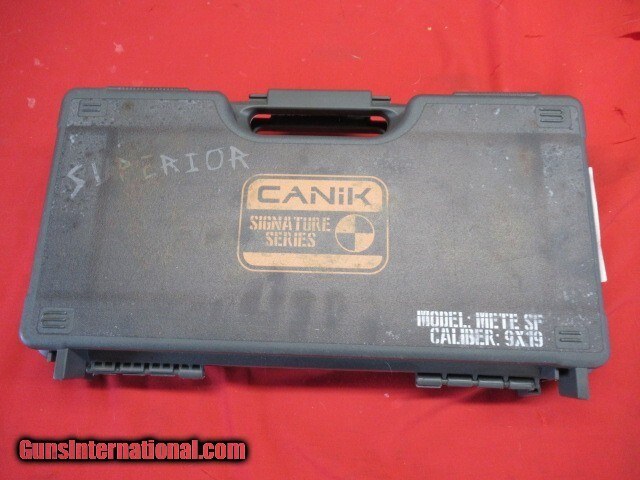 SUPERIOR
CANiK
SIGNATURE
SERIES
MODEL: METE SF
CALIBER: 9X19
GunsInternational.com